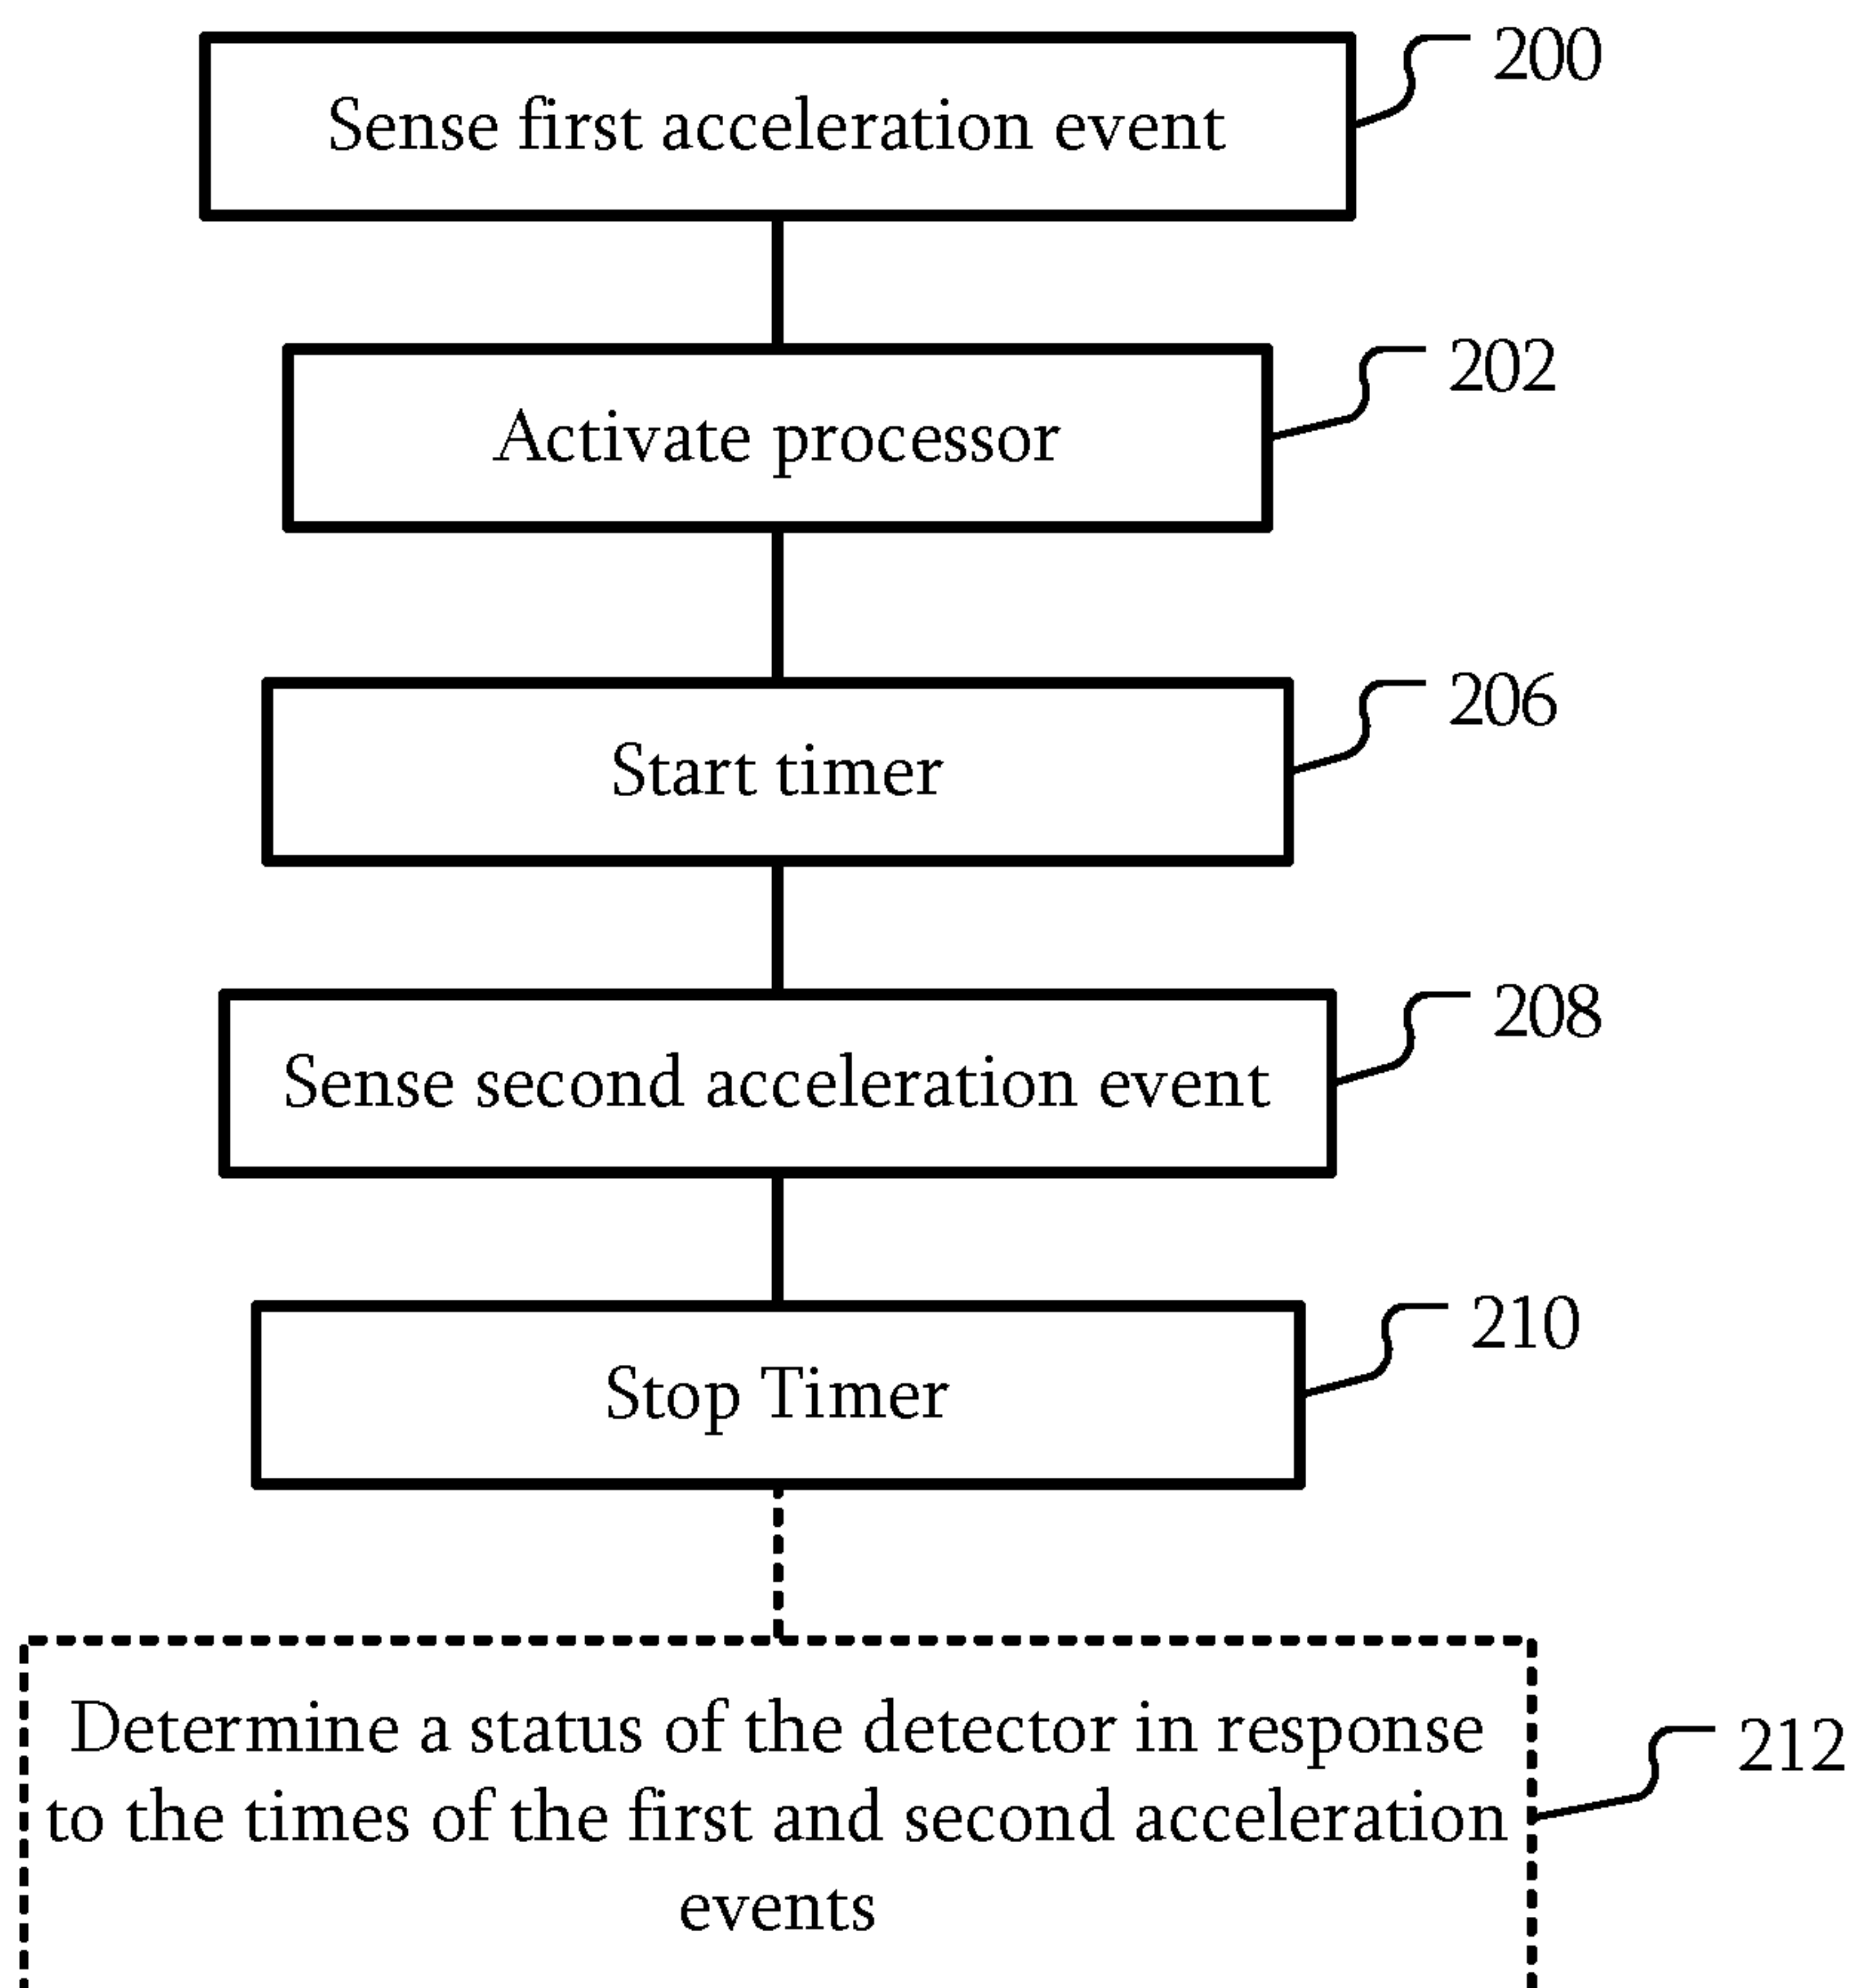 200
Sense first acceleration event
202
Activate processor
206
Start timer
208
Sense second acceleration event
210
Stop Timer
Determine a status of the detector in response
212
to the times of the first and second acceleration
events